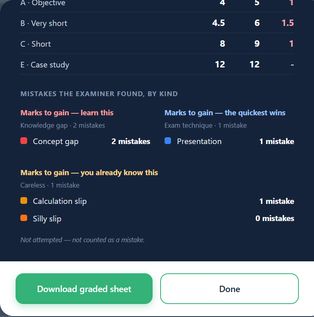 A · Objective 4 5 1
B · Very short 4.5 6 1.5
C · Short 8 9 1
E · Case study 12 12 -
MISTAKES THE EXAMINER FOUND, BY KIND
Marks to gain — learn this
Knowledge gap · 2 mistakes
Concept gap 2 mistakes
Marks to gain — the quickest wins
Exam technique · 1 mistake
Presentation 1 mistake
Marks to gain — you already know this
Careless · 1 mistake
Calculation slip 1 mistake
Silly slip 0 mistakes
Not attempted — not counted as a mistake.
Download graded sheet
Done